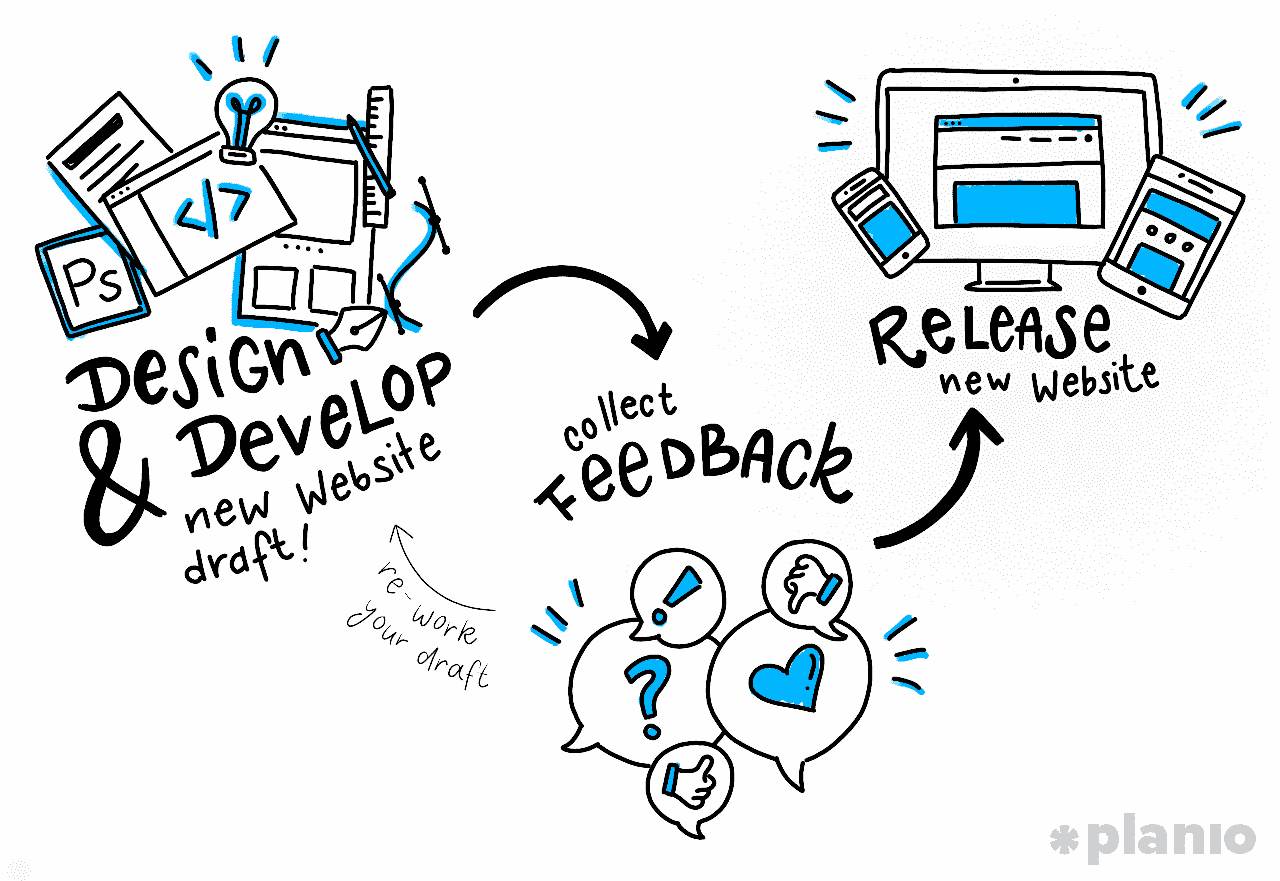 </>
Ps
DESIGN
& DEVELOP
new Website
draft!
collect
FEEDBACK
re-work
your draft
!
?
RELEASE
new Website
planio